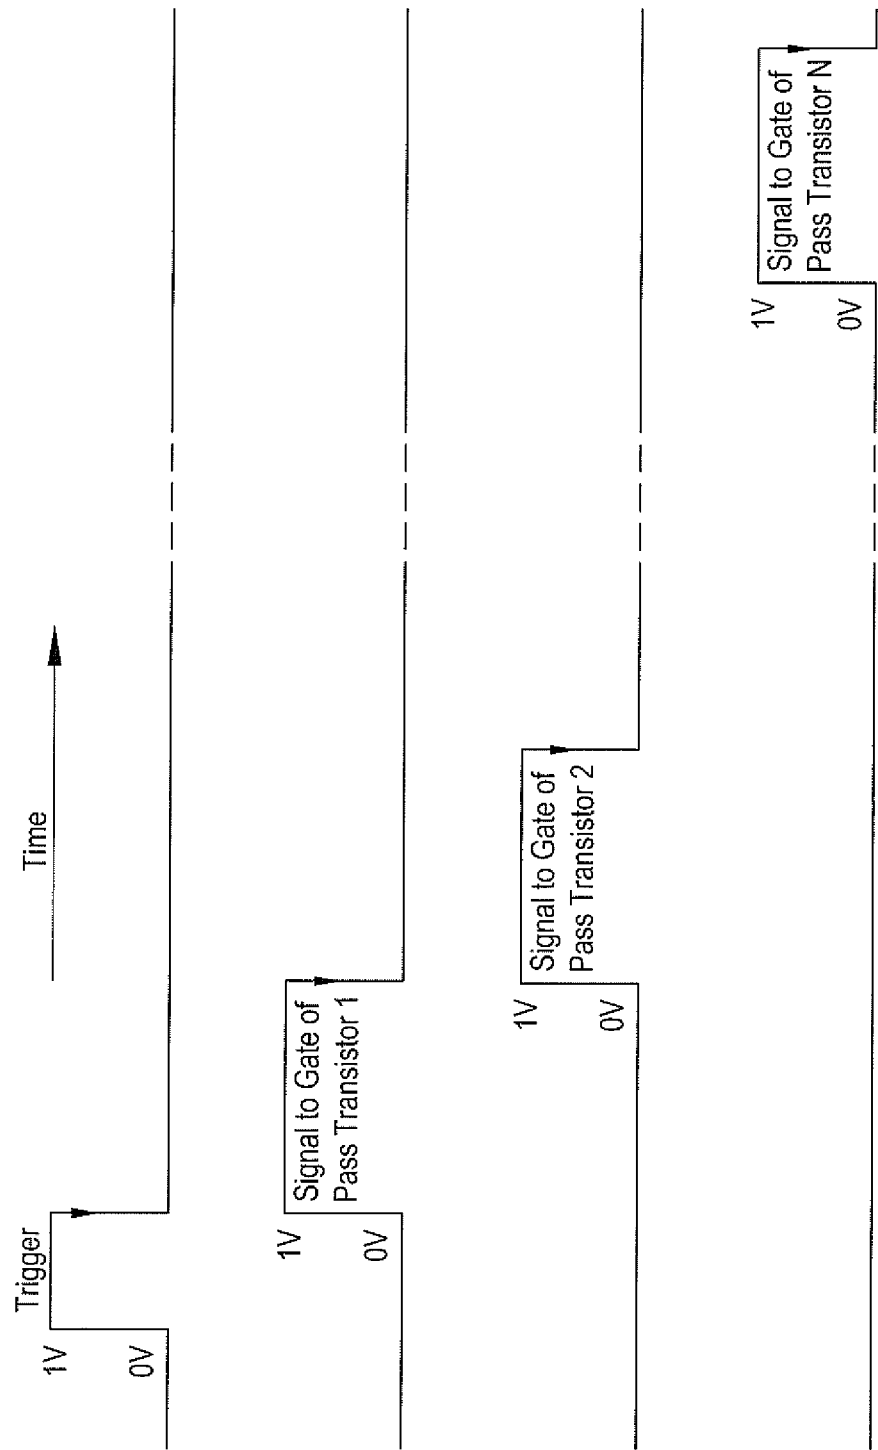 Time
Trigger
1V
0V
1V
Signal to Gate of
Pass Transistor 1
0V
1V
Signal to Gate of
Pass Transistor 2
0V
1V
Signal to Gate of
Pass Transistor N
0V